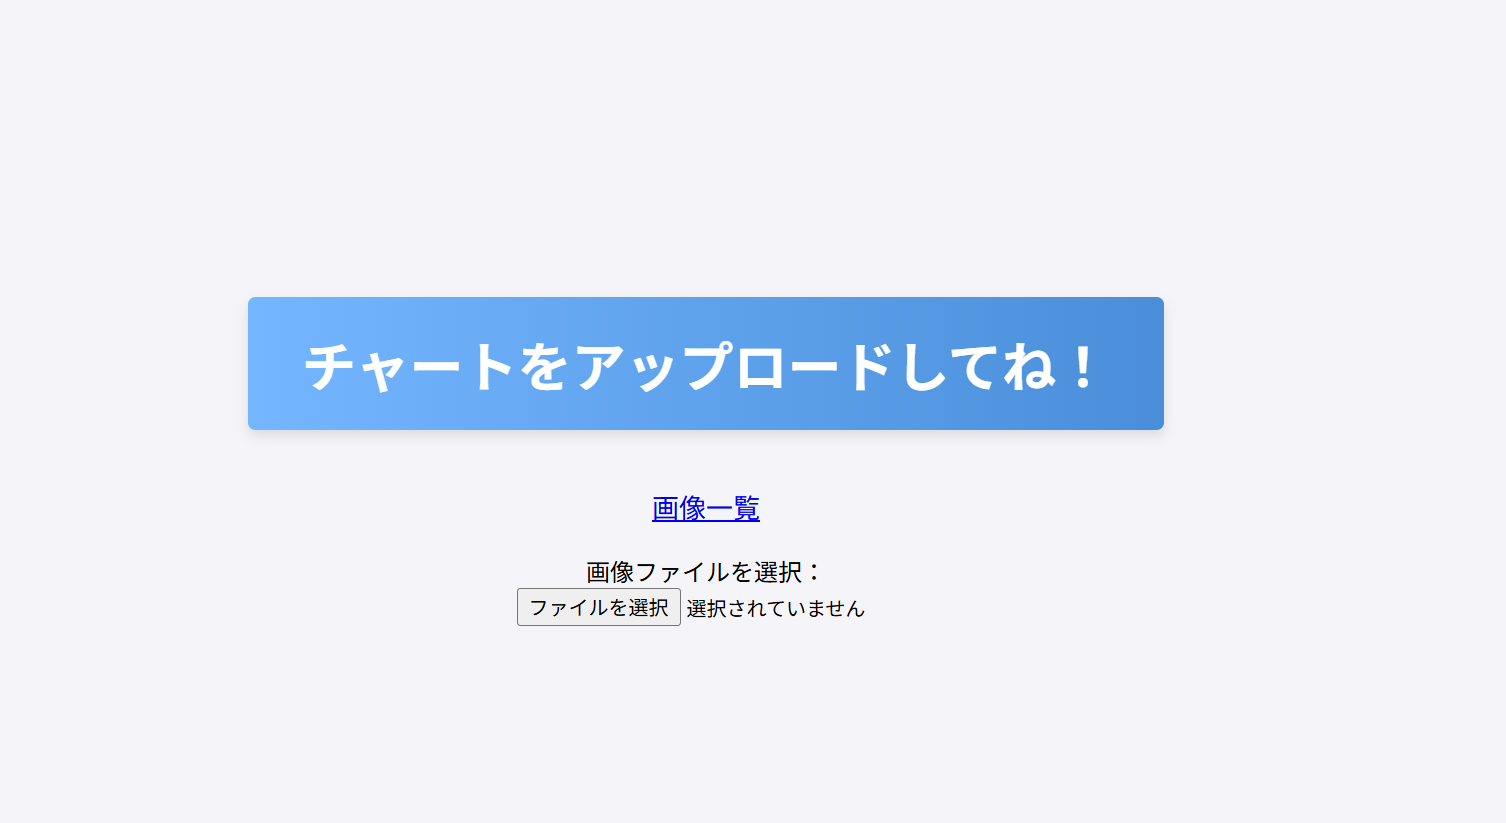 チャートをアップロードしてね！
画像一覧
画像ファイルを選択：
ファイルを選択 選択されていません